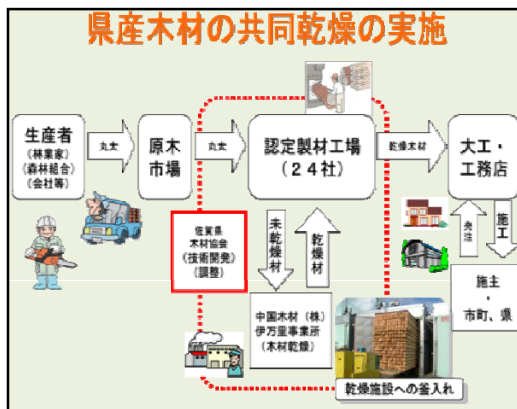 県産木材の共同乾燥の実施
生産者
(林業家)
(森林組合)
(会社等)
丸太
原木
市場
丸太
認定製材工場
(24社)
乾燥木材
大工・
工務店
佐賀県
木材協会
(技術開発)
(調整)
未乾燥材
乾燥材
発注
施工
中国木材(株)
伊万里事業所
(木材乾燥)
施主
・
市町、県
乾燥施設への釜入れ